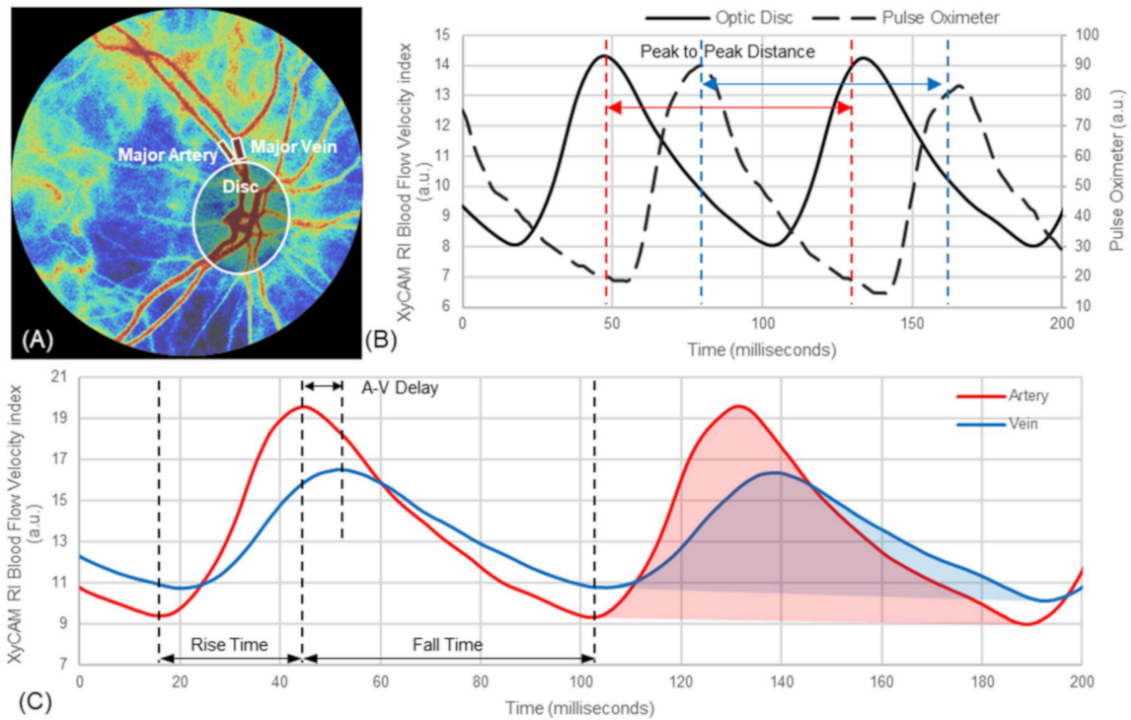 Major Artery
Major Vein
Disc
(A)
Optic Disc
Pulse Oximeter
Peak to Peak Distance
XyCAM RI Blood Flow Velocity index
(a.u.)
15
14
13
12
11
10
9
8
7
6
Pulse Oximeter (a.u.)
100
90
80
70
60
50
40
30
20
10
0
50
100
150
200
Time (milliseconds)
(B)
XyCAM RI Blood Flow Velocity index
(a.u.)
21
19
17
15
13
11
9
7
A-V Delay
Artery
Vein
Rise Time
Fall Time
0
20
40
60
80
100
120
140
160
180
200
Time (milliseconds)
(C)